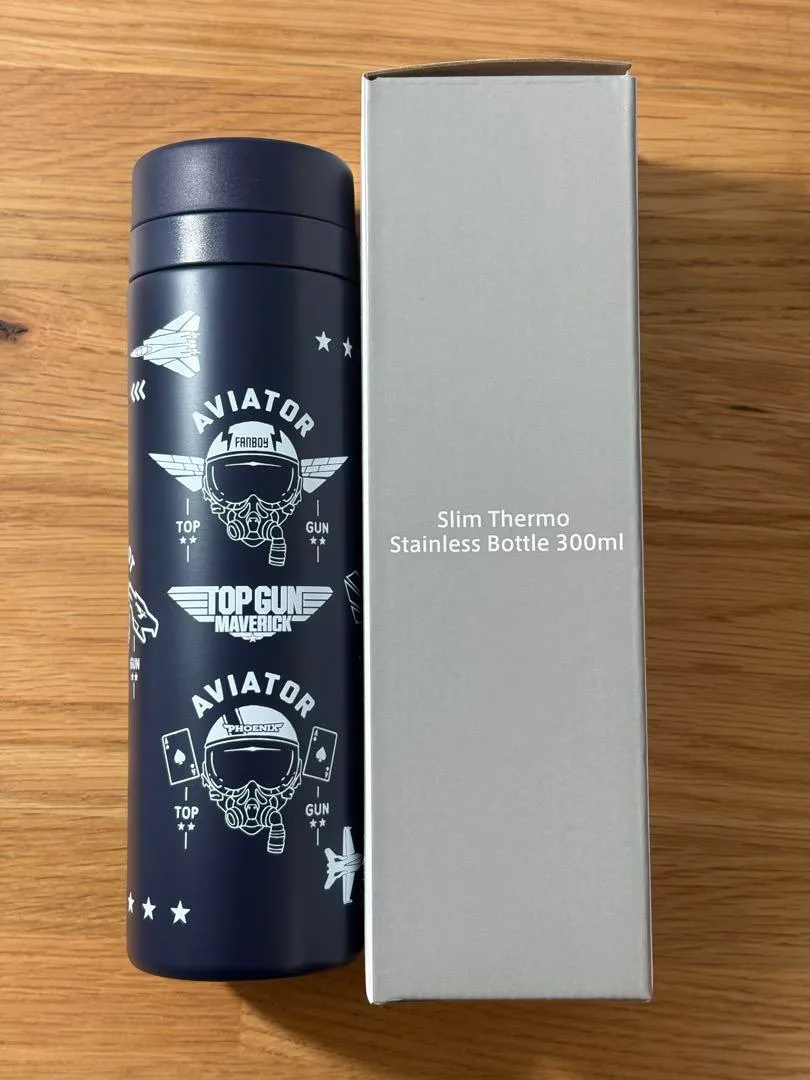 AVIATOR
FANBOY
TOP
GUN
TOP GUN
MAVERICK
GUN
AVIATOR
PHOENIX
A
A
A
A
TOP
GUN
Slim Thermo
Stainless Bottle 300ml